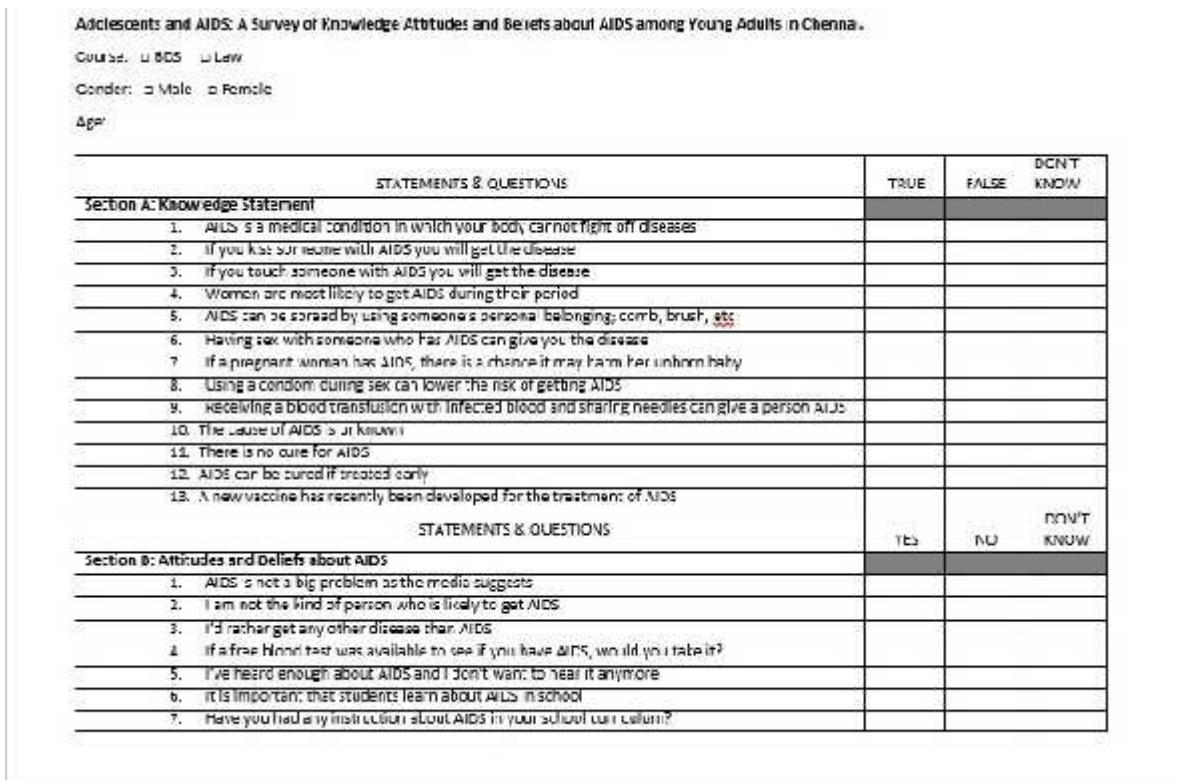 Adolescents and AIDS: A Survey of Knowledge Attitudes and Beliefs about AIDS among Young Adults in Chennai.
Course: □ BDS □ Law
Gender: □ Male □ Female
Age:
STATEMENTS & QUESTIONS TRUE FALSE DON'T KNOW
Section A: Knowledge Statement
1. AIDS is a medical condition in which your body cannot fight off diseases
2. If you kiss someone with AIDS you will get the disease
3. If you touch someone with AIDS you will get the disease
4. Women are most likely to get AIDS during their period
5. AIDS can be spread by using someone's personal belonging; comb, brush, etc
6. Having sex with someone who has AIDS can give you the disease
7. If a pregnant woman has AIDS, there is a chance it may harm her unborn baby
8. Using a condom during sex can lower the risk of getting AIDS
9. Receiving a blood transfusion with infected blood and sharing needles can give a person AIDS
10. The cause of AIDS is unknown
11. There is no cure for AIDS
12. AIDS can be cured if treated early
13. A new vaccine has recently been developed for the treatment of AIDS
STATEMENTS & QUESTIONS YES NO DON'T KNOW
Section B: Attitudes and Beliefs about AIDS
1. AIDS is not a big problem as the media suggests
2. I am not the kind of person who is likely to get AIDS
3. I'd rather get any other disease than AIDS
4. If a free blood test was available to see if you have AIDS, would you take it?
5. I've heard enough about AIDS and I don't want to hear it anymore
6. It is important that students learn about AIDS in school
7. Have you had any instruction about AIDS in your school curriculum?